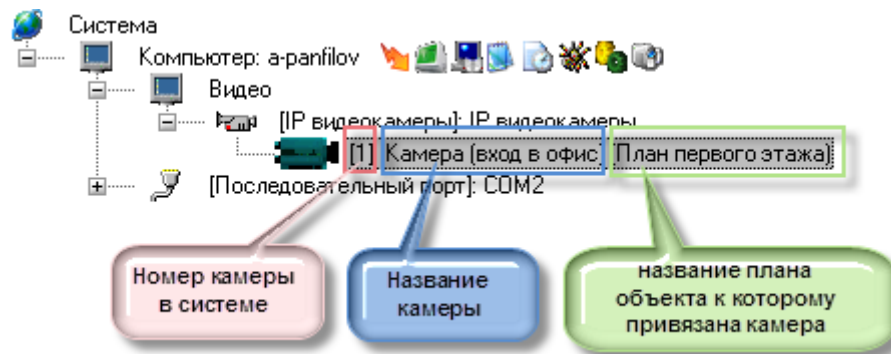 Система
Компьютер: a-panfilov
Видео
[IP видеокамеры]: IP видеокамеры
[1] Камера (вход в офис, План первого этажа)
[Последовательный порт]: COM2
Номер камеры
в системе
Название
камеры
название плана
объекта к которому
привязана камера